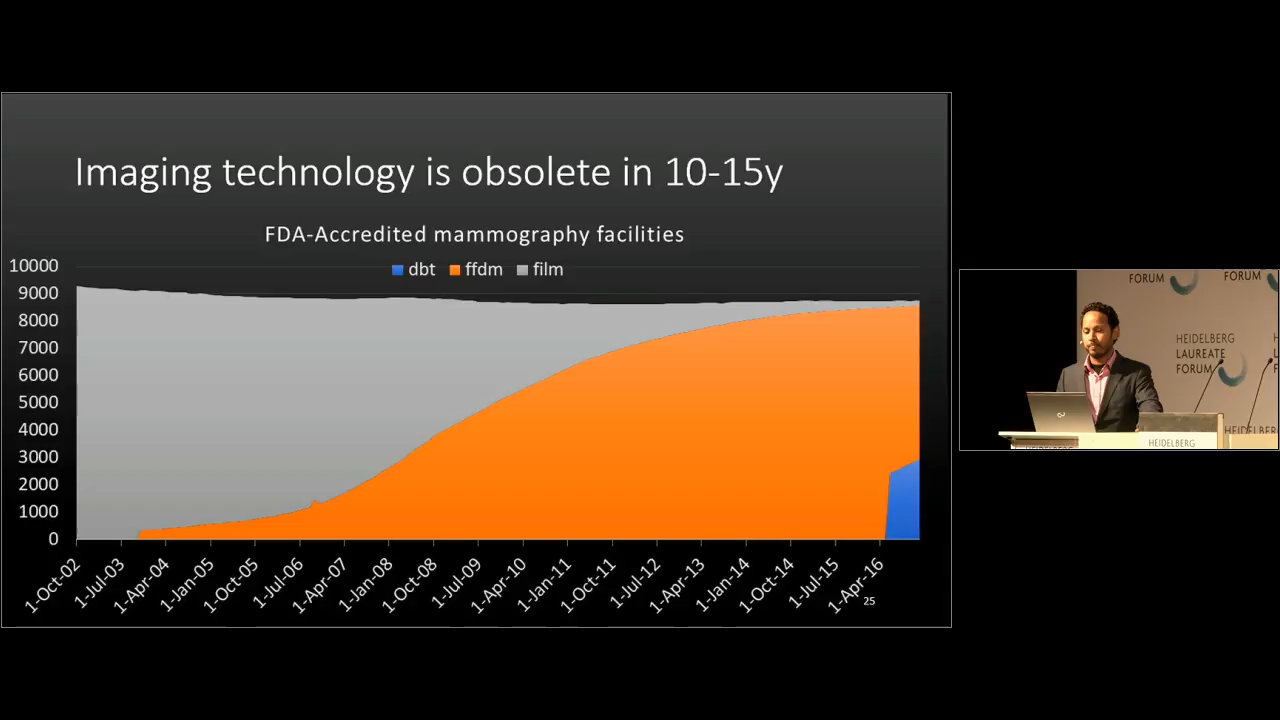 Imaging technology is obsolete in 10-15y
FDA-Accredited mammography facilities
dbt ffdm film
10000
9000
8000
7000
6000
5000
4000
3000
2000
1000
0
1-Oct-02
1-Jul-03
1-Apr-04
1-Jan-05
1-Oct-05
1-Jul-06
1-Apr-07
1-Jan-08
1-Oct-08
1-Jul-09
1-Apr-10
1-Jan-11
1-Oct-11
1-Jul-12
1-Apr-13
1-Jan-14
1-Oct-14
1-Jul-15
1-Apr-16
25
FORUM
FORUM
HEIDELBERG
LAUREATE
FORUM
HEIDELBERG
HEIDELBERG